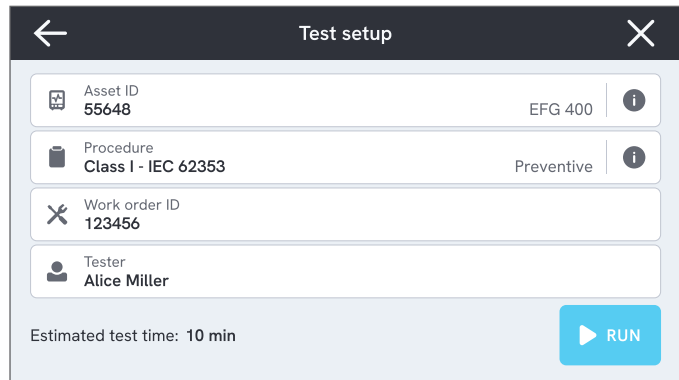 Test setup
Asset ID
55648
EFG 400
Procedure
Class I - IEC 62353
Preventive
Work order ID
123456
Tester
Alice Miller
Estimated test time: 10 min
RUN